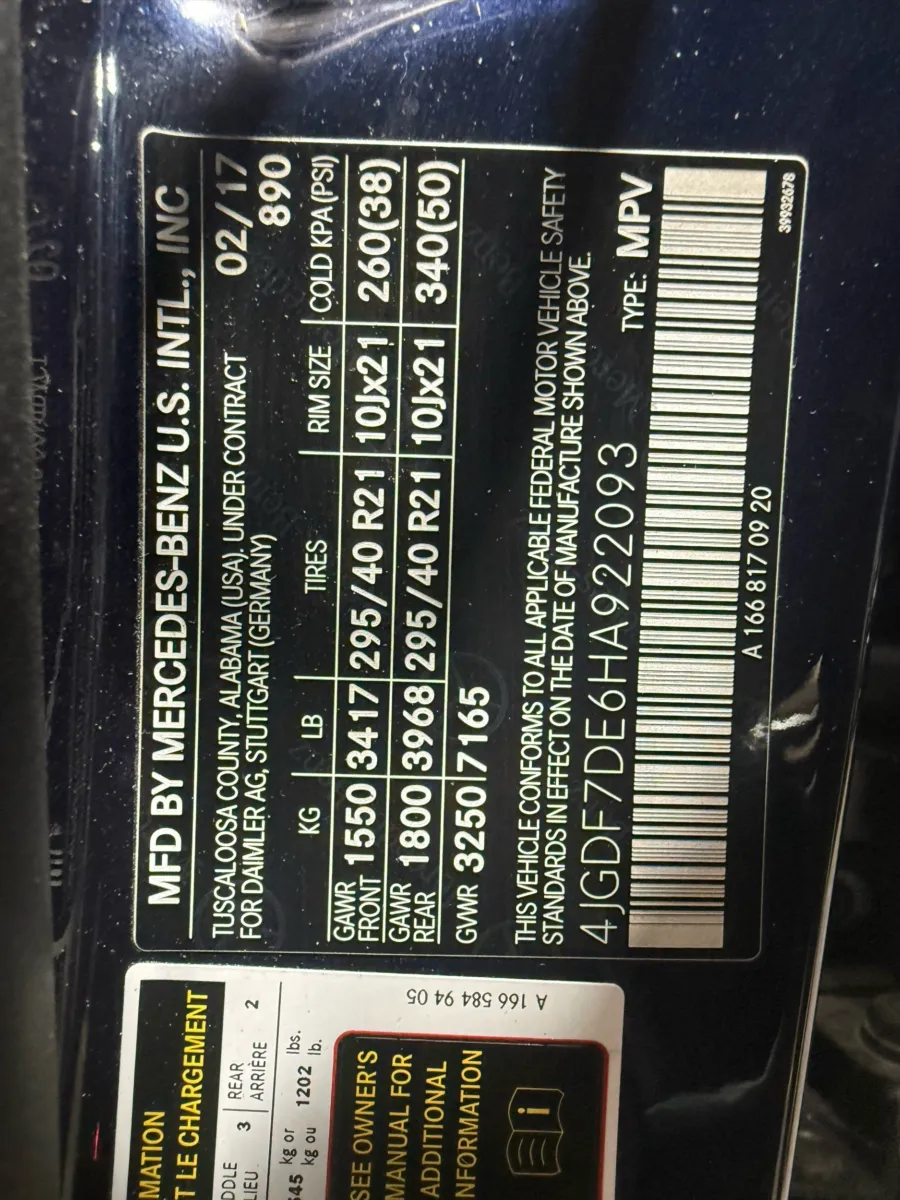 MFD BY MERCEDES-BENZ U.S. INTL., INC
TUSCALOOSA COUNTY, ALABAMA (USA). UNDER CONTRACT 02/17
FOR DAIMLER AG, STUTTGART (GERMANY) 890
KG LB TIRES RIM SIZE COLD KPA (PSI)
GAWR
FRONT 1550 3417 295/40 R21 10Jx21 260(38)
GAWR
REAR 1800 3968 295/40 R21 10Jx21 340(50)
GVWR 3250 7165
THIS VEHICLE CONFORMS TO ALL APPLICABLE FEDERAL MOTOR VEHICLE SAFETY
STANDARDS IN EFFECT ON THE DATE OF MANUFACTURE SHOWN ABOVE.
4JGDF7DE6HA922093 TYPE: MPV
A 166 817 09 20
39932678
MATION
T LE CHARGEMENT
DDLE 3 REAR 2
LIEU ARRIÈRE
645 kg or 1202 lbs.
kg ou lb.
SEE OWNER'S
MANUAL FOR
ADDITIONAL
NFORMATION
A 166 584 94 05